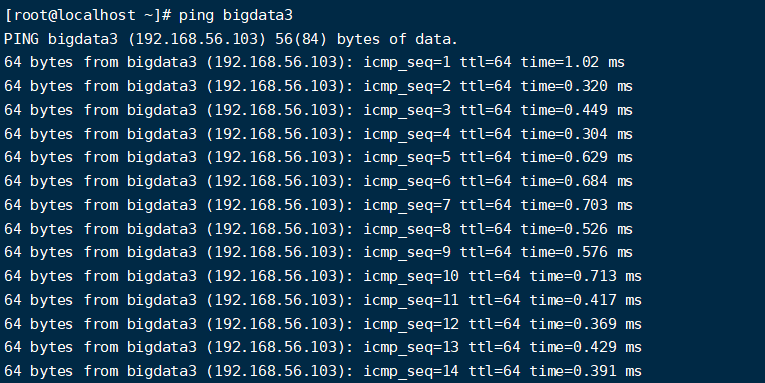 [root@localhost ~]# ping bigdata3
PING bigdata3 (192.168.56.103) 56(84) bytes of data.
64 bytes from bigdata3 (192.168.56.103): icmp_seq=1 ttl=64 time=1.02 ms
64 bytes from bigdata3 (192.168.56.103): icmp_seq=2 ttl=64 time=0.320 ms
64 bytes from bigdata3 (192.168.56.103): icmp_seq=3 ttl=64 time=0.449 ms
64 bytes from bigdata3 (192.168.56.103): icmp_seq=4 ttl=64 time=0.304 ms
64 bytes from bigdata3 (192.168.56.103): icmp_seq=5 ttl=64 time=0.629 ms
64 bytes from bigdata3 (192.168.56.103): icmp_seq=6 ttl=64 time=0.684 ms
64 bytes from bigdata3 (192.168.56.103): icmp_seq=7 ttl=64 time=0.703 ms
64 bytes from bigdata3 (192.168.56.103): icmp_seq=8 ttl=64 time=0.526 ms
64 bytes from bigdata3 (192.168.56.103): icmp_seq=9 ttl=64 time=0.576 ms
64 bytes from bigdata3 (192.168.56.103): icmp_seq=10 ttl=64 time=0.713 ms
64 bytes from bigdata3 (192.168.56.103): icmp_seq=11 ttl=64 time=0.417 ms
64 bytes from bigdata3 (192.168.56.103): icmp_seq=12 ttl=64 time=0.369 ms
64 bytes from bigdata3 (192.168.56.103): icmp_seq=13 ttl=64 time=0.429 ms
64 bytes from bigdata3 (192.168.56.103): icmp_seq=14 ttl=64 time=0.391 ms